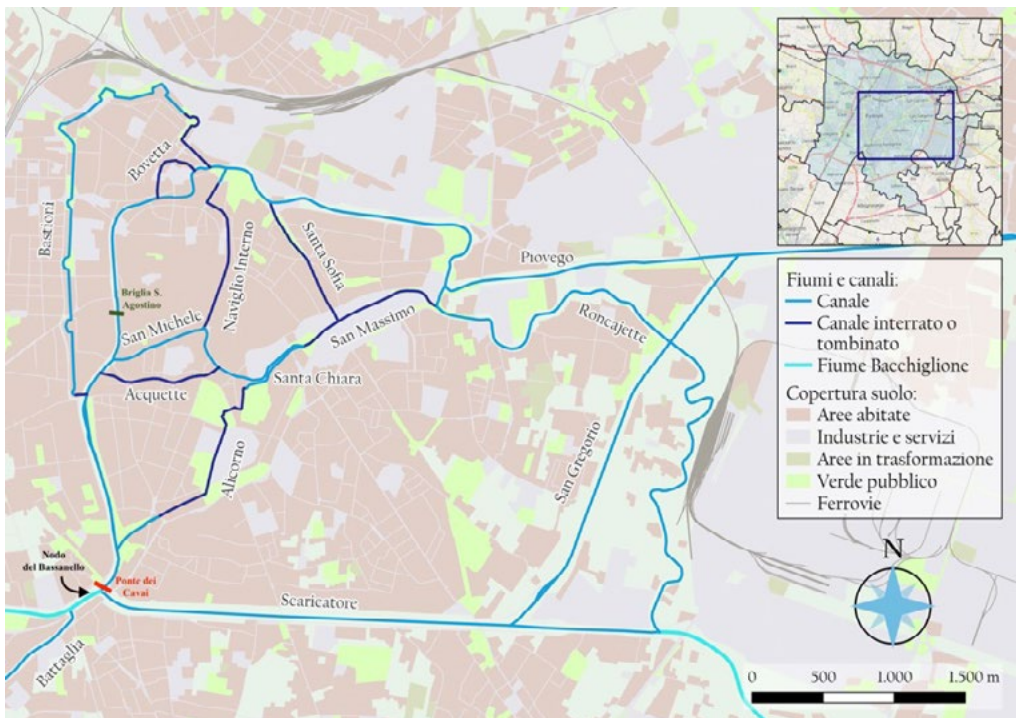 Bovetta
Bastioni
Briglia S.
Agostino
San Michele
Naviglio Interno
Santa Sofia
Piovego
San Massimo
Roncajette
Acquette
Santa Chiara
Alicorno
San Gregorio
Nodo
del Bassanello
Ponte dei
Cavai
Scaricatore
Battaglia
Fiumi e canali:
Canale
Canale interrato o
tombinato
Fiume Bacchiglione
Copertura suolo:
Aree abitate
Industrie e servizi
Aree in trasformazione
Verde pubblico
Ferrovie
N
0 500 1.000 1.500 m